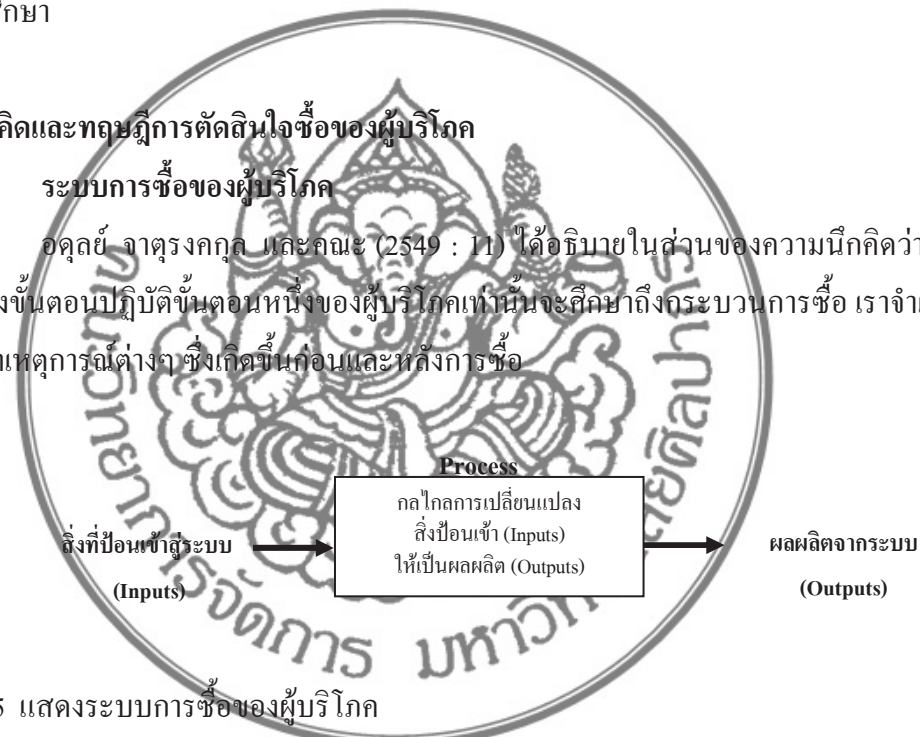 ศึกษา
คิดและทฤษฎีการตัดสินใจซื้อของผู้บริโภค
ระบบการซื้อของผู้บริโภค
อดุลย์ จาตุรงคกุล และคณะ (2549 : 11) ได้อธิบายในส่วนของความนึกคิดว่า
งขั้นตอนปฏิบัติขั้นตอนหนึ่งของผู้บริโภคเท่านั้นจะศึกษาถึงกระบวนการซื้อ เราจำเ
เหตุการณ์ต่างๆ ซึ่งเกิดขึ้นก่อนและหลังการซื้อ
Process
กลไกลการเปลี่ยนแปลง
สิ่งป้อนเข้า (Inputs)
ให้เป็นผลผลิต (Outputs)
สิ่งที่ป้อนเข้าสู่ระบบ
(Inputs)
ผลผลิตจากระบบ
(Outputs)
5 แสดงระบบการซื้อของผู้บริโภค